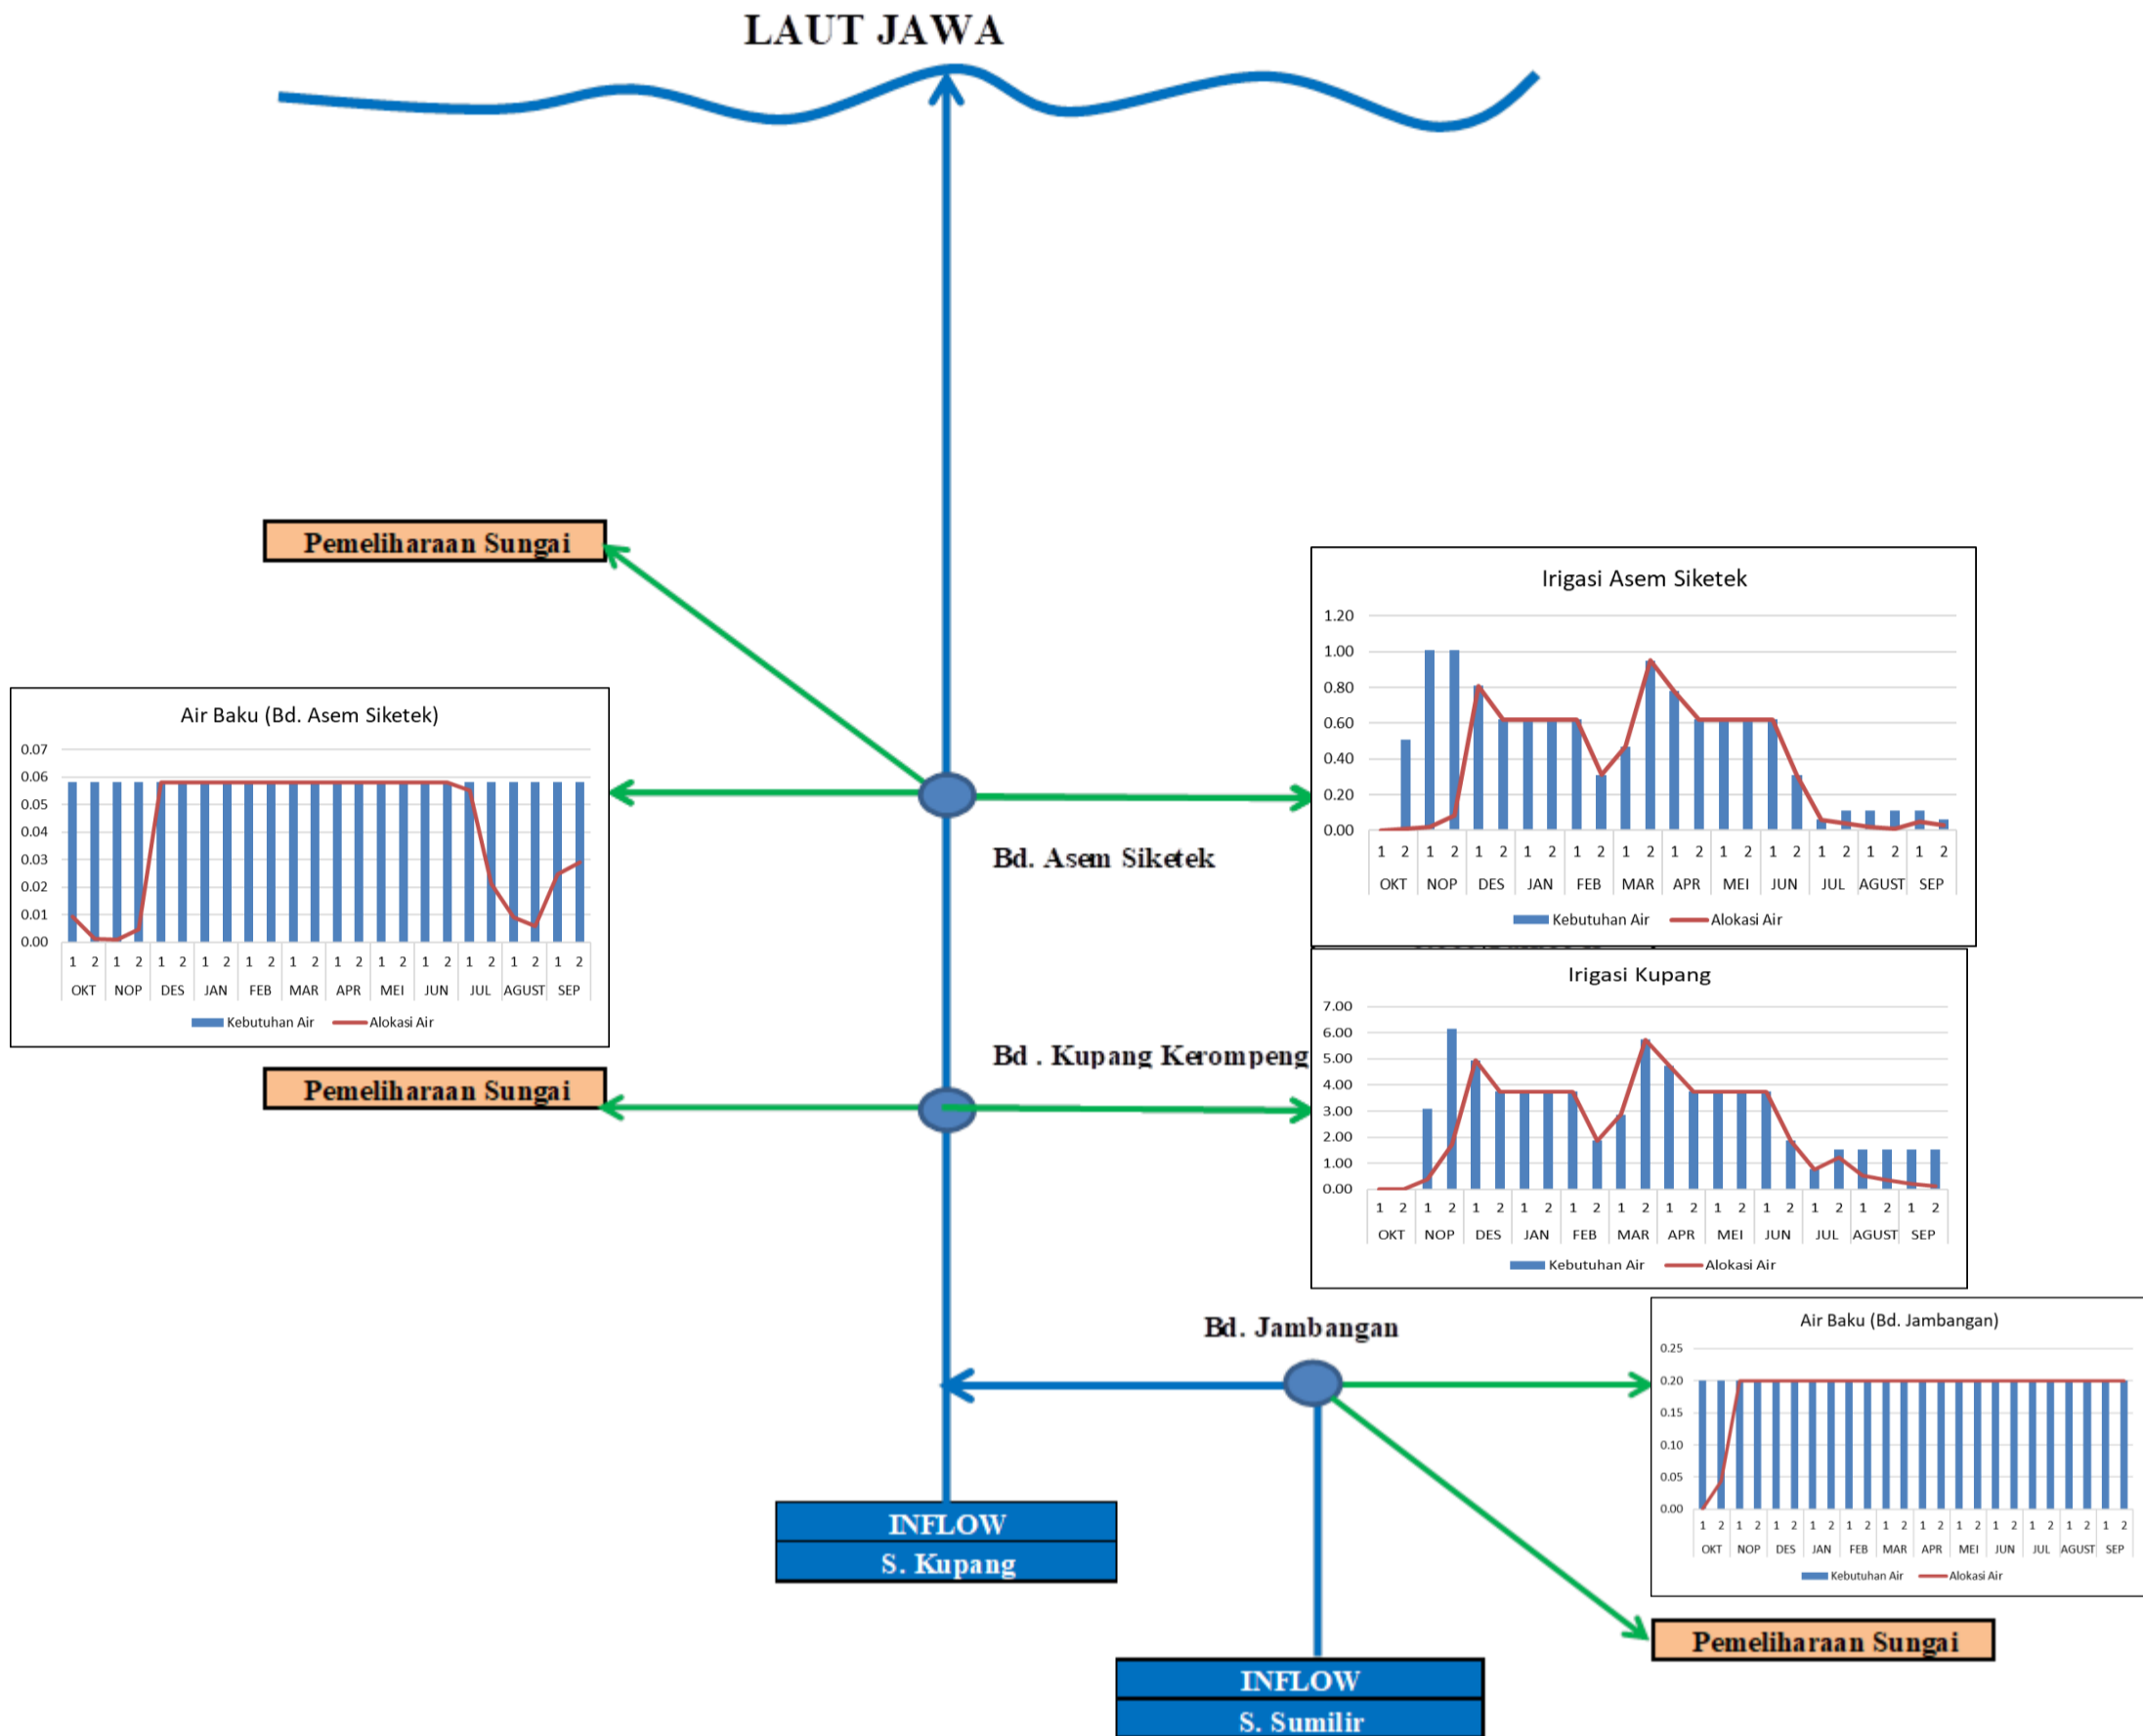 LAUT JAWA
Pemeliharaan Sungai
Irigasi Asem Siketek
1.20
1.00
0.80
0.60
0.40
0.20
0.00
1 2 1 2 1 2 1 2 1 2 1 2 1 2 1 2 1 2 1 2 1 2 1 2
OKT NOP DES JAN FEB MAR APR MEI JUN JUL AGUST SEP
Kebutuhan Air Alokasi Air
Air Baku (Bd. Asem Siketek)
0.07
0.06
0.05
0.04
0.03
0.02
0.01
0.00
1 2 1 2 1 2 1 2 1 2 1 2 1 2 1 2 1 2 1 2 1 2 1 2
OKT NOP DES JAN FEB MAR APR MEI JUN JUL AGUST SEP
Kebutuhan Air Alokasi Air
Bd. Asem Siketek
Irigasi Kupang
7.00
6.00
5.00
4.00
3.00
2.00
1.00
0.00
1 2 1 2 1 2 1 2 1 2 1 2 1 2 1 2 1 2 1 2 1 2 1 2
OKT NOP DES JAN FEB MAR APR MEI JUN JUL AGUST SEP
Kebutuhan Air Alokasi Air
Bd . Kupang Kerompeng
Pemeliharaan Sungai
Bd. Jambangan
Air Baku (Bd. Jambangan)
0.25
0.20
0.15
0.10
0.05
0.00
1 2 1 2 1 2 1 2 1 2 1 2 1 2 1 2 1 2 1 2 1 2 1 2
OKT NOP DES JAN FEB MAR APR MEI JUN JUL AGUST SEP
Kebutuhan Air Alokasi Air
INFLOW
S. Kupang
Pemeliharaan Sungai
INFLOW
S. Sumilir